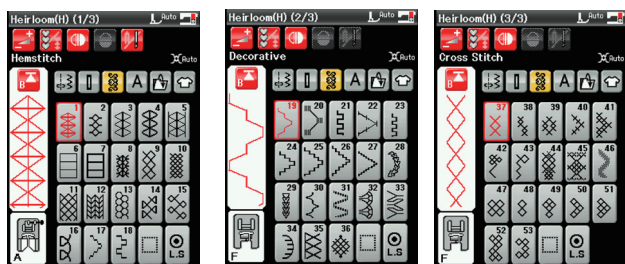 Heirloom(H) (1/3)
Auto
Hemstitch
Auto
B
A
1 2 3 4 5
6 7 8 9 10
11 12 13 14 15
16 17 18 L.S
A
Heirloom(H) (2/3)
Auto
Decorative
Auto
B
A
19 20 21 22 23
24 25 26 27 28
29 30 31 32 33
34 35 36 L.S
F
Heirloom(H) (3/3)
Auto
Cross Stitch
Auto
B
A
37 38 39 40 41
42 43 44 45 46
47 48 49 50 51
52 53 L.S
F